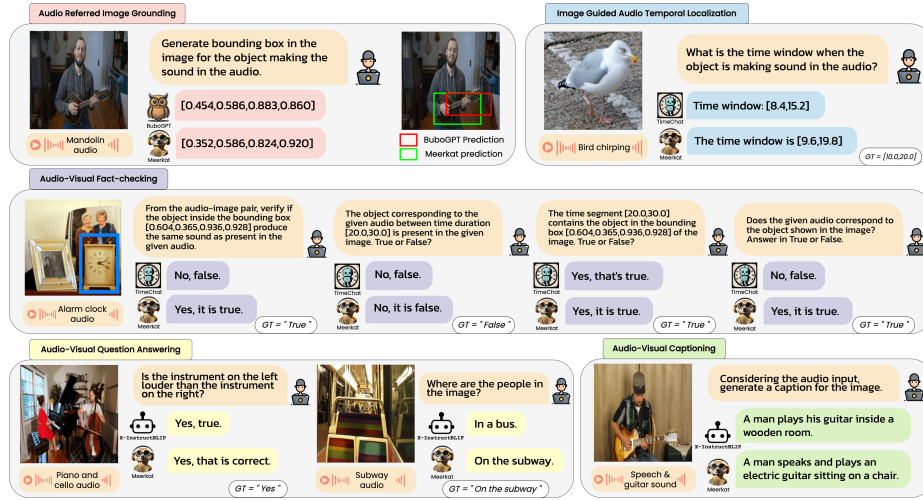 Audio Referred Image Grounding
Generate bounding box in the
image for the object making the
sound in the audio.
BuboGPT
[0.454,0.586,0.883,0.860]
Meerkat
[0.352,0.586,0.824,0.920]
Mandolin
audio
BuboGPT Prediction
Meerkat prediction
Image Guided Audio Temporal Localization
What is the time window when the
object is making sound in the audio?
TimeChat
Time window: [8.4,15.2]
Meerkat
The time window is [9.6,19.8]
Bird chirping
GT = [10.0,20.0]
Audio-Visual Fact-checking
Alarm clock
audio
From the audio-image pair, verify if
the object inside the bounding box
[0.604,0.365,0.936,0.928] produce
the same sound as present in the
given audio.
TimeChat
No, false.
Meerkat
Yes, it is true.
GT = " True "
The object corresponding to the
given audio between time duration
[20.0,30.0] is present in the given
image. True or False?
TimeChat
No, false.
Meerkat
No, it is false.
GT = " False "
The time segment [20.0,30.0]
contains the object in the bounding
box [0.604,0.365,0.936,0.928] of the
image. True or False?
TimeChat
Yes, that's true.
Meerkat
Yes, it is true.
GT = " True "
Does the given audio correspond to
the object shown in the image?
Answer in True or False.
TimeChat
No, false.
Meerkat
Yes, it is true.
GT = " True "
Audio-Visual Question Answering
Is the instrument on the left
louder than the instrument
on the right?
X-InstructBLIP
Yes, true.
Meerkat
Yes, that is correct.
Piano and
cello audio
GT = " Yes "
Where are the people in
the image?
X-InstructBLIP
In a bus.
Meerkat
On the subway.
Subway
audio
GT = " On the subway "
Audio-Visual Captioning
Considering the audio input,
generate a caption for the image.
X-InstructBLIP
A man plays his guitar inside a
wooden room.
Meerkat
A man speaks and plays an
electric guitar sitting on a chair.
Speech &
guitar sound